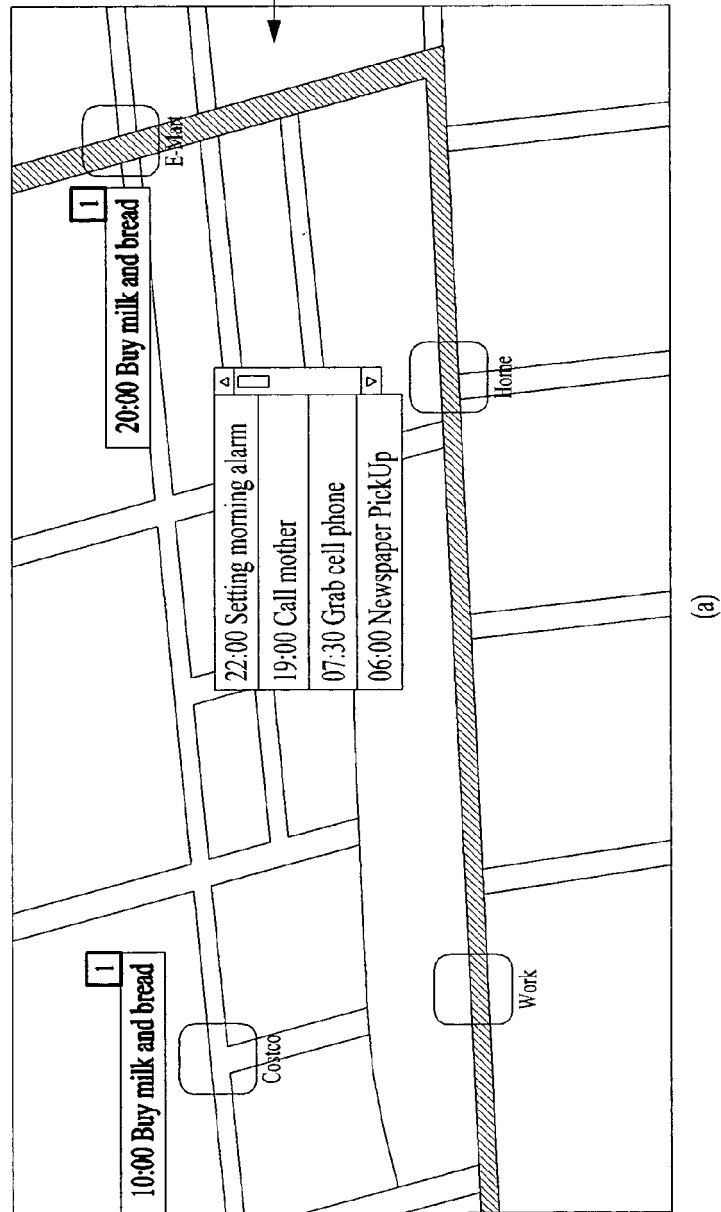 1
10:00 Buy milk and bread
Costco
Work
22:00 Setting morning alarm
19:00 Call mother
07:30 Grab cell phone
06:00 Newspaper PickUp
Home
1
20:00 Buy milk and bread
E-Mart
(a)